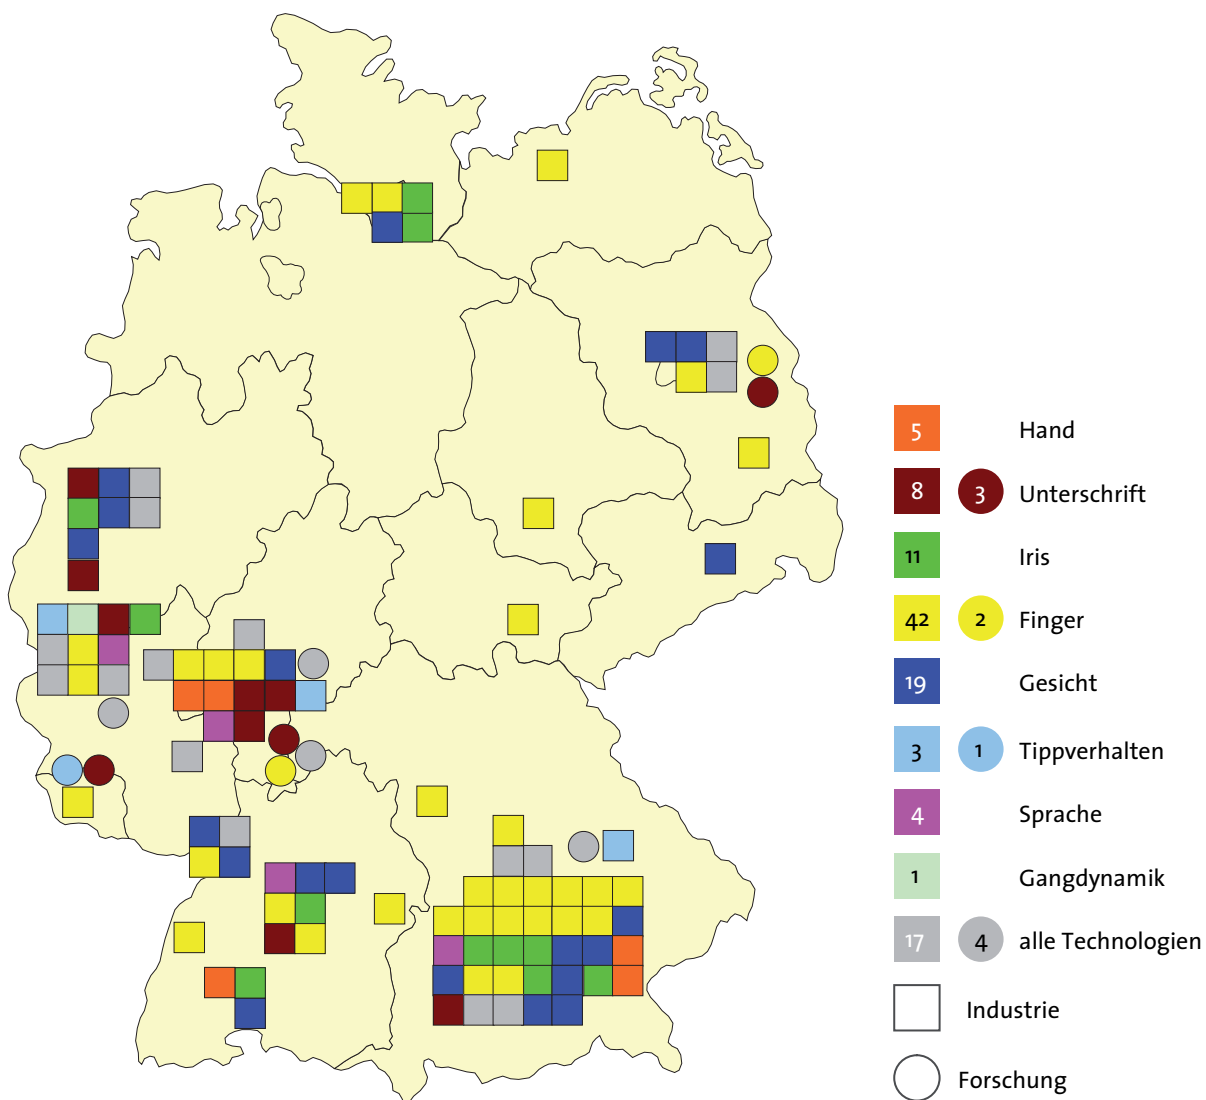 5 Hand
8 3 Unterschrift
11 Iris
42 2 Finger
19 Gesicht
3 1 Tippverhalten
4 Sprache
1 Gangdynamik
17 4 alle Technologien
Industrie
Forschung